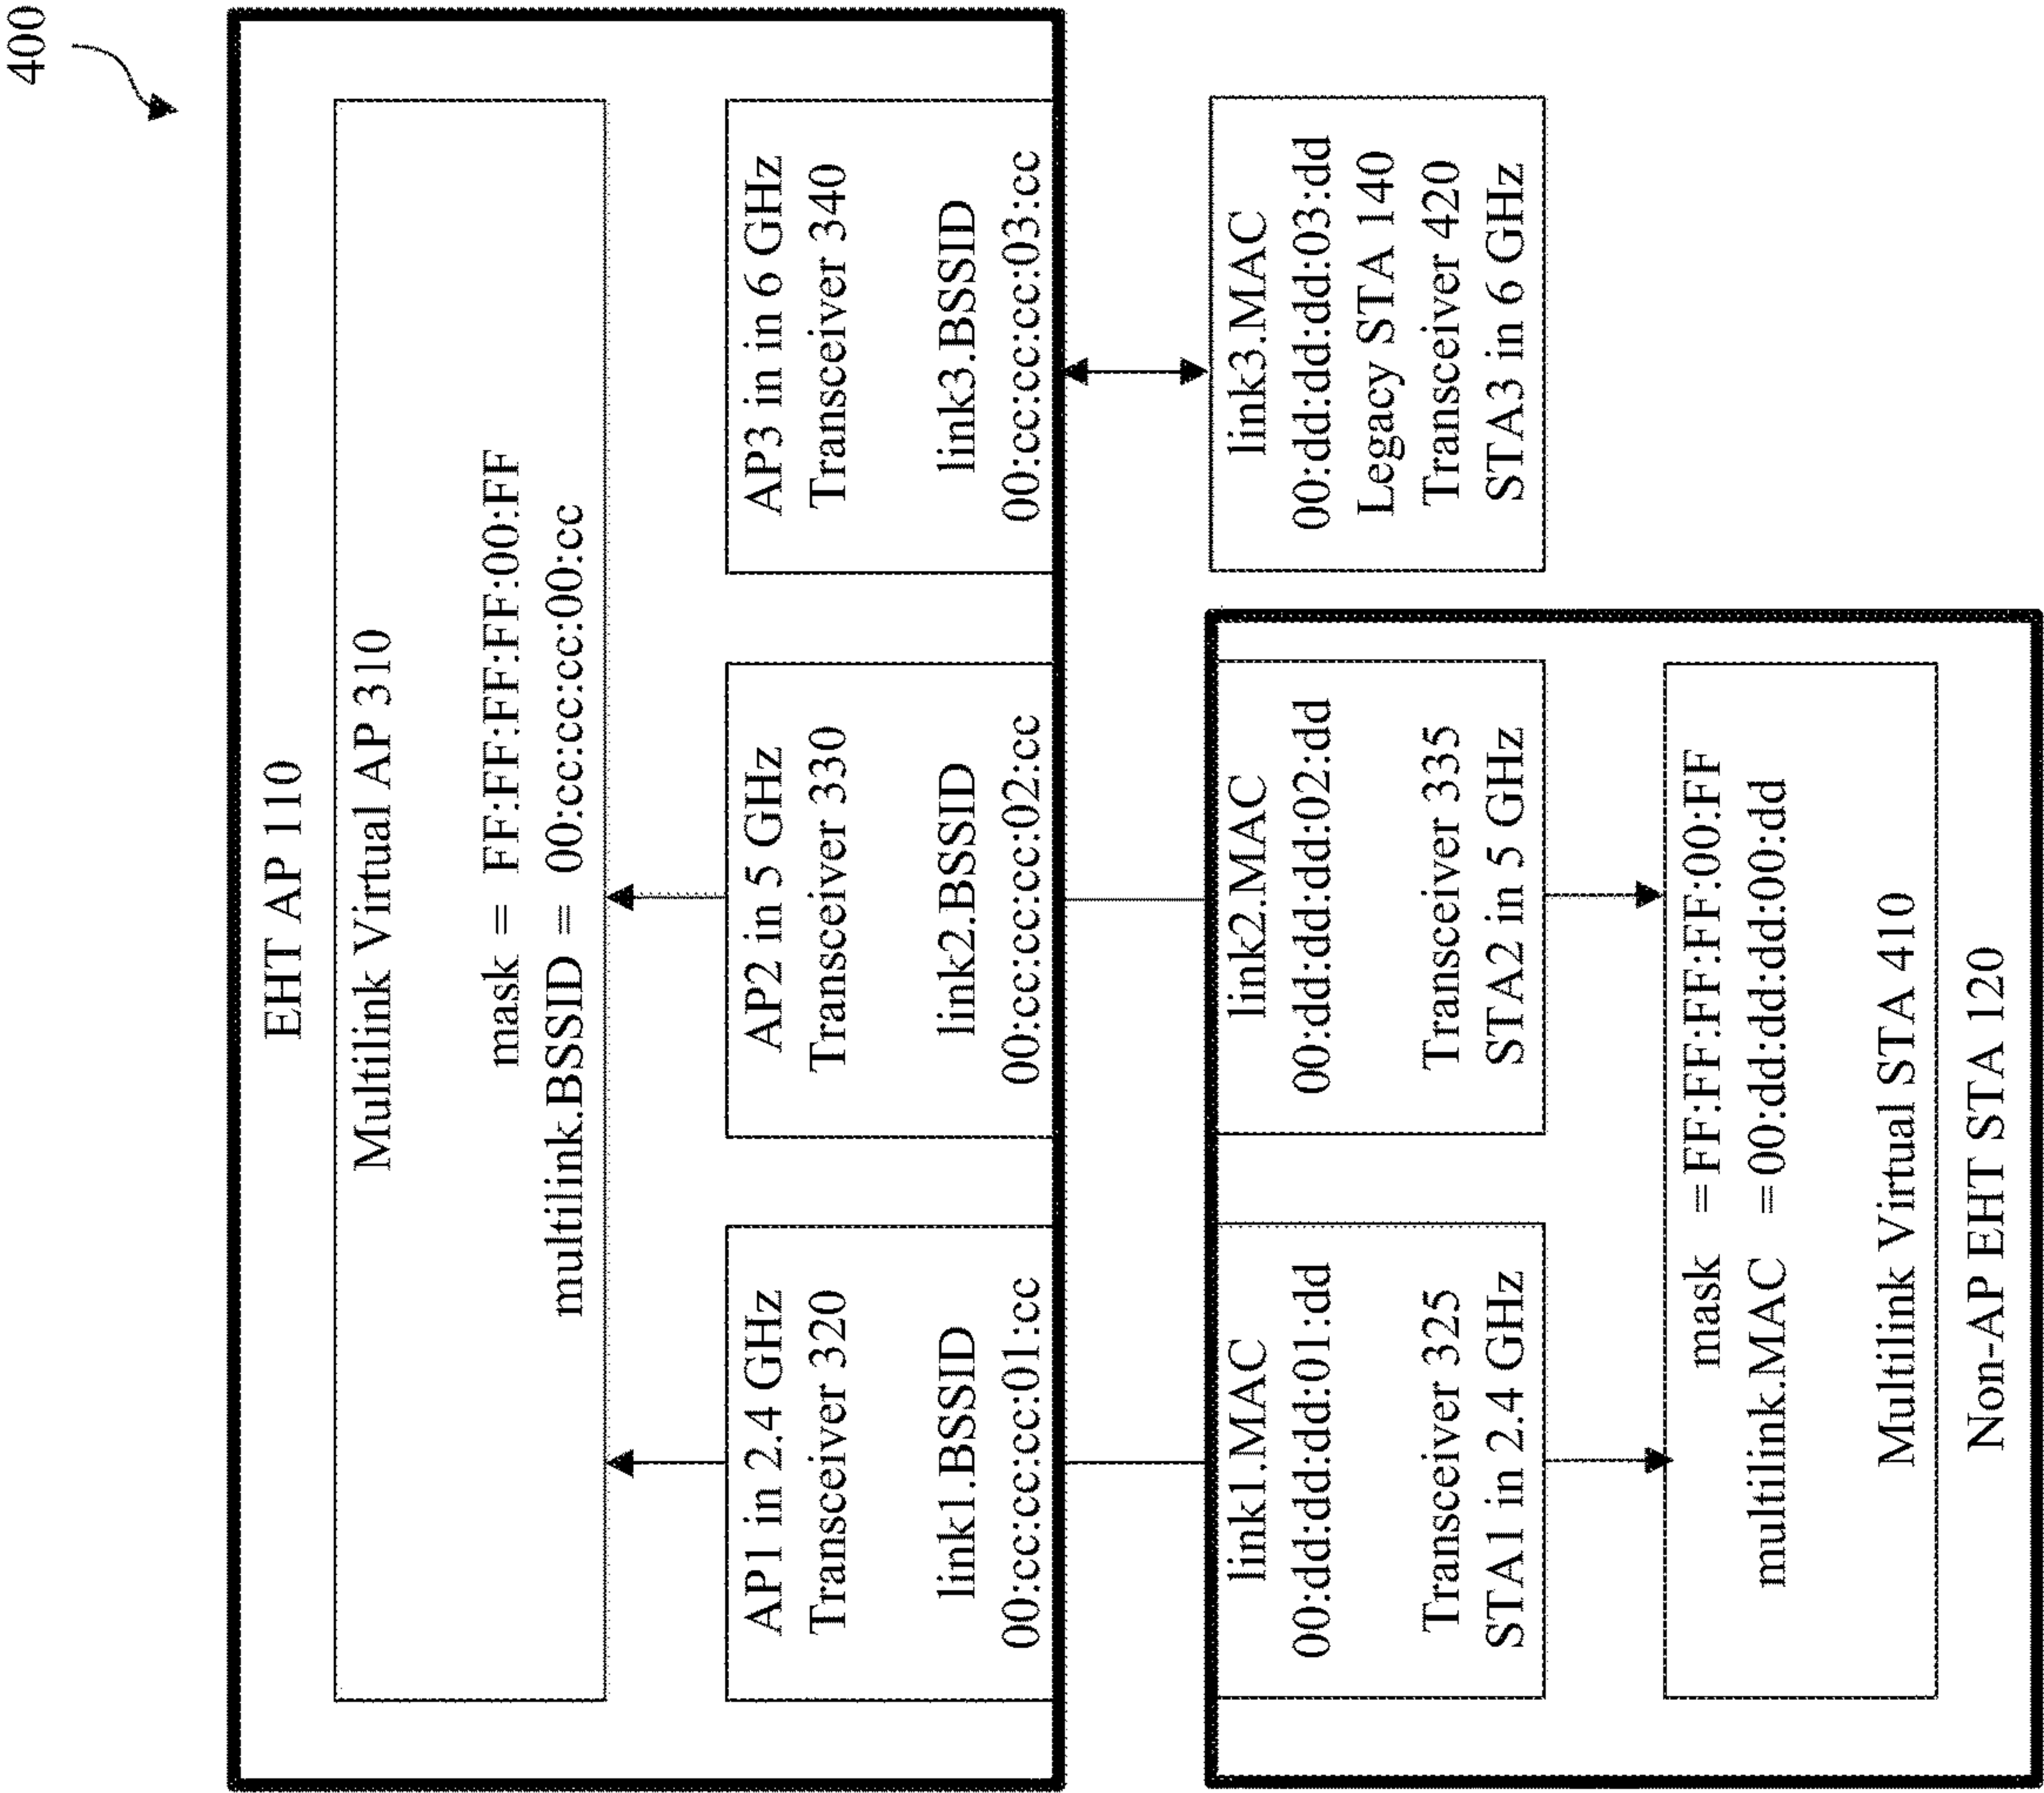 400
EHT AP 110
Multilink Virtual AP 310
mask = FF:FF:FF:FF:00:FF
multilink.BSSID = 00:cc:cc:cc:00:cc
AP1 in 2.4 GHz
Transceiver 320
link1.BSSID
00:cc:cc:cc:01:cc
AP2 in 5 GHz
Transceiver 330
link2.BSSID
00:cc:cc:cc:02:cc
AP3 in in 6 GHz
Transceiver 340
link3.BSSID
00:cc:cc:cc:03:cc
link1.MAC
00:dd:dd:dd:01:dd
Transceiver 325
STA1 in 2.4 GHz
link2.MAC
00:dd:dd:dd:02:dd
Transceiver 335
STA2 in 5 GHz
link3.MAC
00:dd:dd:dd:03:dd
Legacy STA 140
Transceiver 420
STA3 in 6 GHz
mask =FF:FF:FF:FF:00:FF
multilink.MAC =00:dd:dd:dd:00:dd
Multilink Virtual STA 410
Non-AP EHT STA 120